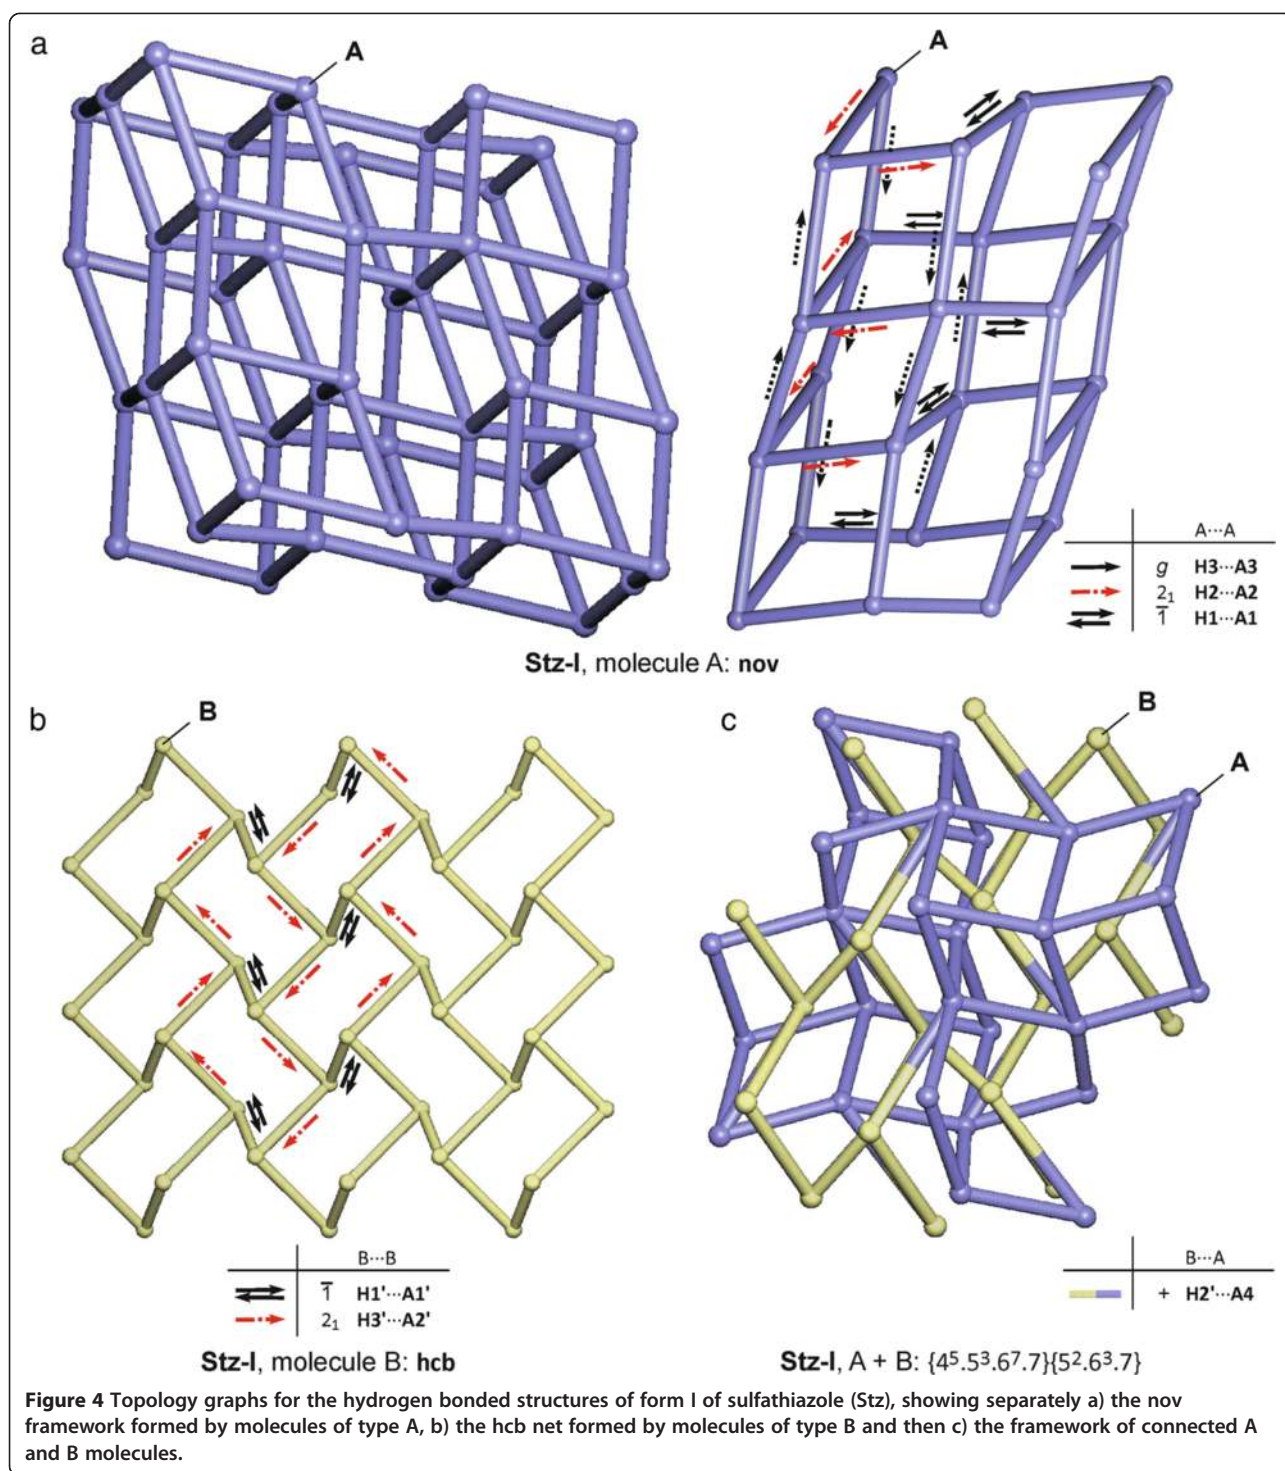 a
A
A
A···A
g H3···A3
2₁ H2···A2
1̅ H1···A1
Stz-I, molecule A: nov
b
B
B···B
1̅ H1'···A1'
2₁ H3'···A2'
Stz-I, molecule B: hcb
c
B
A
B···A
+ H2'···A4
Stz-I, A + B: {4⁵.5³.6⁷.7}{5².6³.7}
Figure 4 Topology graphs for the hydrogen bonded structures of form I of sulfathiazole (Stz), showing separately a) the nov
framework formed by molecules of type A, b) the hcb net formed by molecules of type B and then c) the framework of connected A
and B molecules.